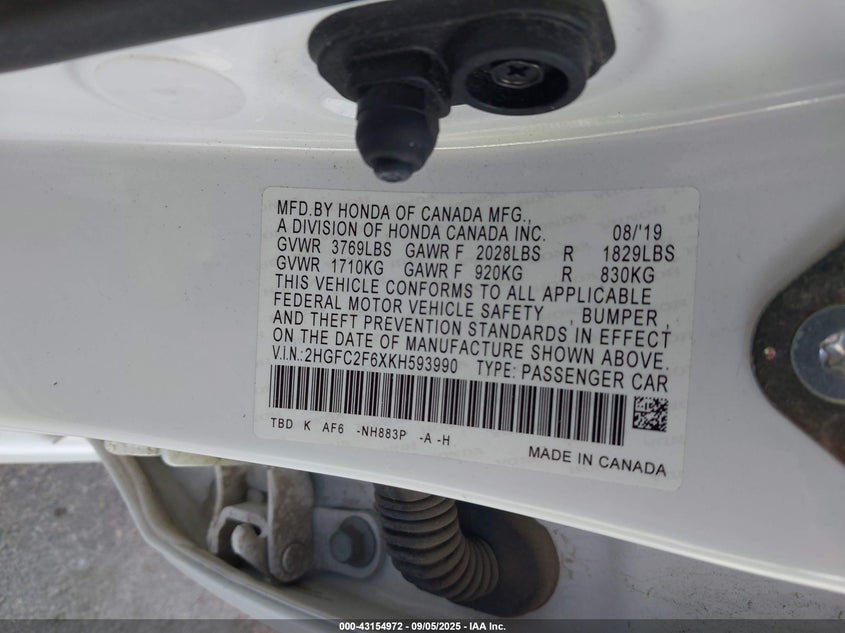 MFD.BY HONDA OF CANADA MFG.,
A DIVISION OF HONDA CANADA INC. 08/'19
GVWR 3769LBS GAWR F 2028LBS R 1829LBS
GVWR 1710KG GAWR F 920KG R 830KG
THIS VEHICLE CONFORMS TO ALL APPLICABLE
FEDERAL MOTOR VEHICLE SAFETY , BUMPER ,
AND THEFT PREVENTION STANDARDS IN EFFECT
ON THE DATE OF MANUFACTURE SHOWN ABOVE.
V.I.N.:2HGFC2F6XKH593990 TYPE: PASSENGER CAR
TBD K AF6 -NH883P -A -H
MADE IN CANADA
000-43154972 - 09/05/2025 - IAA Inc.